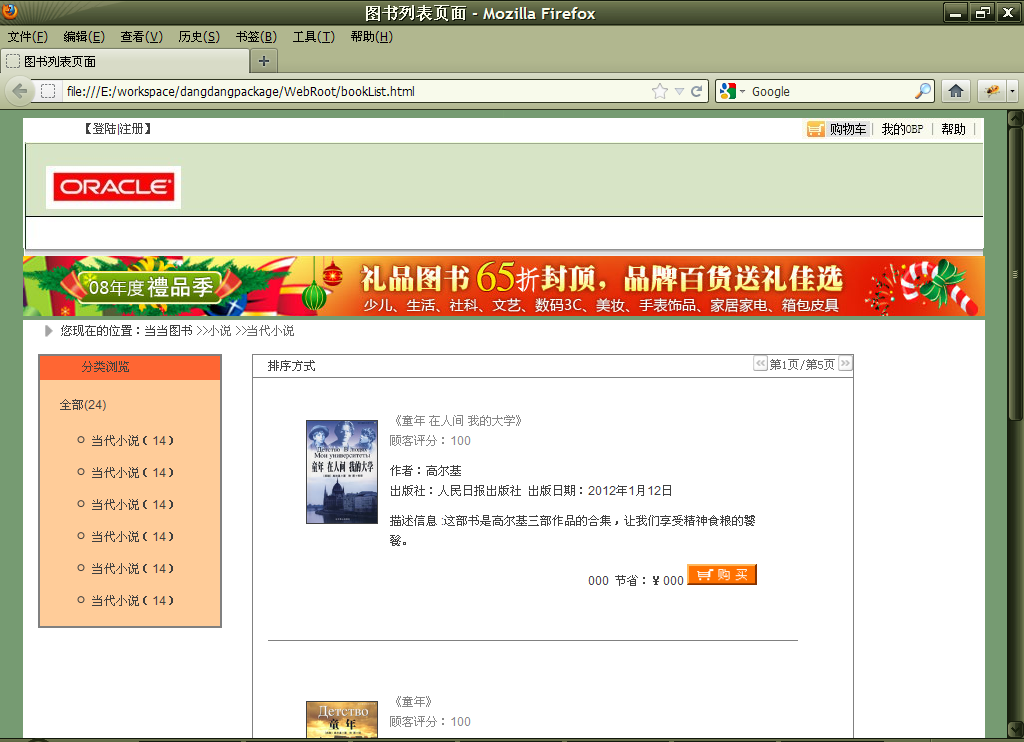 图书列表页面 - Mozilla Firefox
文件(F) 编辑(E) 查看(V) 历史(S) 书签(B) 工具(T) 帮助(H)
图书列表页面
file:///E:/workspace/dangdangpackage/WebRoot/bookList.html Google
【登陆|注册】 购物车 | 我的OBP | 帮助 |
ORACLE
08年度禮品季 礼品图书65折封顶，品牌百货送礼佳选
少儿、生活、社科、文艺、数码3C、美妆、手表饰品、家居家电、箱包皮具
您现在的位置：当当图书 >>小说 >>当代小说
分类浏览
全部(24)
当代小说（14）
当代小说（14）
当代小说（14）
当代小说（14）
当代小说（14）
当代小说（14）
排序方式 第1页/第5页
Детство В людях
Мои университеты
童年 在人间 我的大学
《童年 在人间 我的大学》
顾客评分：100
作者：高尔基
出版社：人民日报出版社 出版日期：2012年1月12日
描述信息:这部书是高尔基三部作品的合集，让我们享受精神食粮的饕
餮。
000 节省：¥ 000 购 买
Детство
童 年
《童年》
顾客评分：100